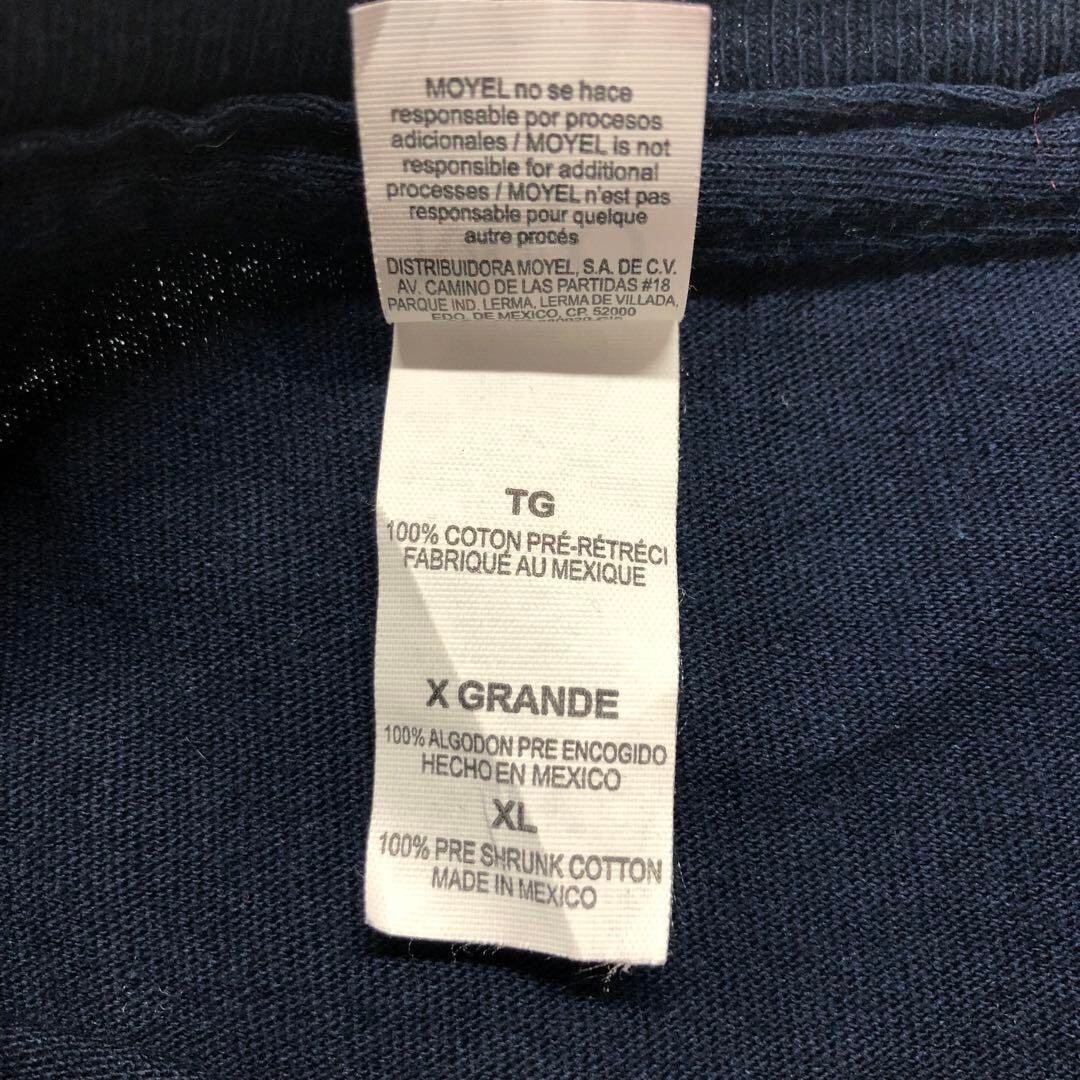 MOYEL no se hace
responsable por procesos
adicionales / MOYEL is not
responsible for additional
processes / MOYEL n'est pas
responsable pour quelque
autre procés
DISTRIBUIDORA MOYEL, S.A. DE C.V.
AV. CAMINO DE LAS PARTIDAS #18
PARQUE IND. LERMA, LERMA DE VILLADA,
EDO. DE MEXICO, CP. 52000
TG
100% COTON PRÉ-RÉTRÉCI
FABRIQUÉ AU MEXIQUE
X GRANDE
100% ALGODON PRE ENCOGIDO
HECHO EN MEXICO
XL
100% PRE SHRUNK COTTON
MADE IN MEXICO